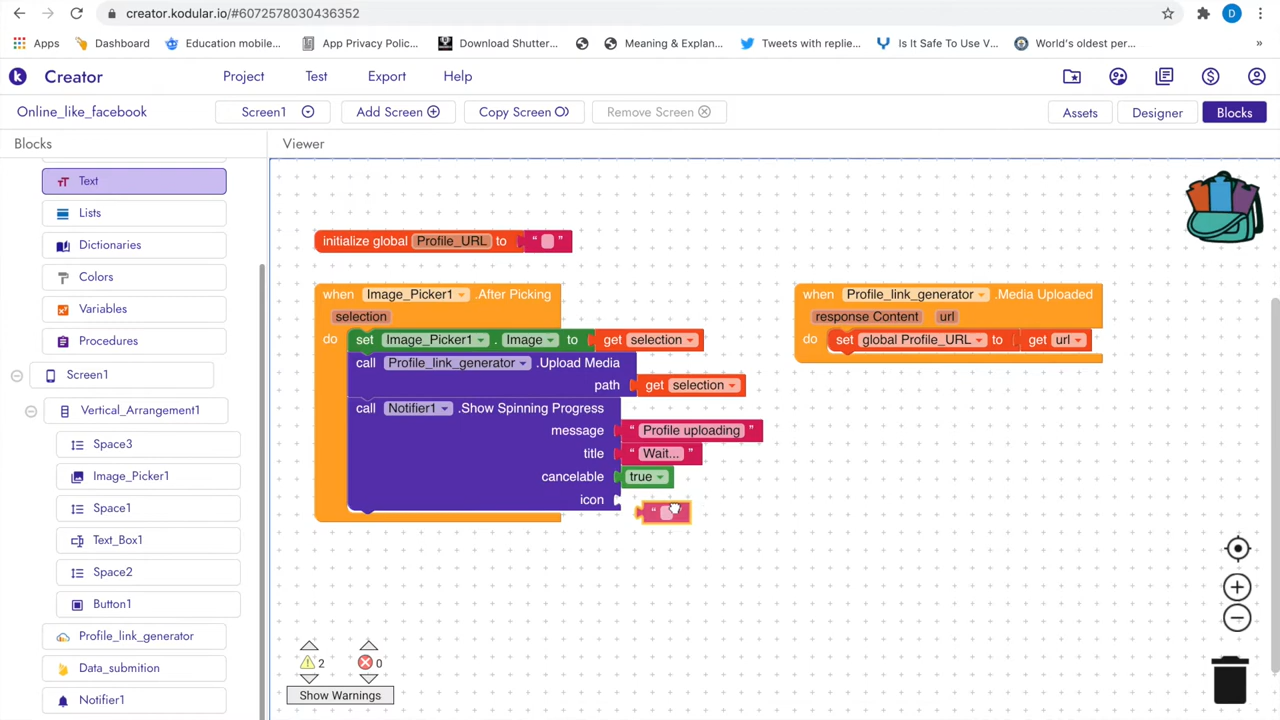 creator.kodular.io/#6072578030436352
D
Apps Dashboard Education mobile... App Privacy Polic... Download Shutter... Meaning & Explan... Tweets with replie... Is It Safe To Use V... World's oldest per... »
Creator Project Test Export Help
Online_like_facebook Screen1 Add Screen Copy Screen Remove Screen Assets Designer Blocks
Blocks Viewer
Text
Lists
Dictionaries
Colors
Variables
Procedures
Screen1
Vertical_Arrangement1
Space3
Image_Picker1
Space1
Text_Box1
Space2
Button1
Profile_link_generator
Data_submition
Notifier1
initialize global Profile_URL to “ ”
when Image_Picker1 .After Picking
selection
do set Image_Picker1 . Image to get selection
call Profile_link_generator .Upload Media
path get selection
call Notifier1 .Show Spinning Progress
message “ Profile uploading ”
title “ Wait... ”
cancelable true
icon
“ ”
when Profile_link_generator .Media Uploaded
response Content url
do set global Profile_URL to get url
2 0
Show Warnings